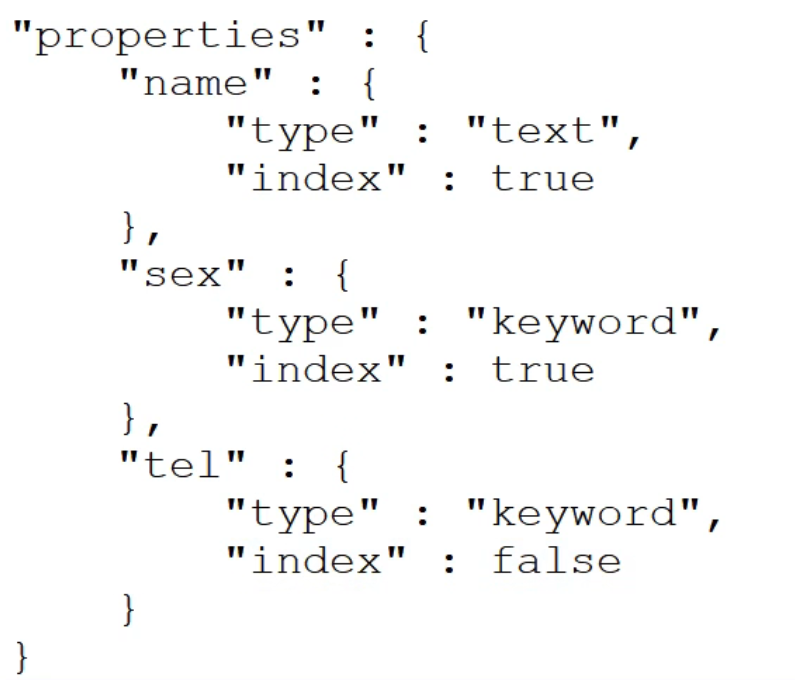 "properties" : {
    "name" : {
        "type" : "text",
        "index" : true
    },
    "sex" : {
        "type" : "keyword",
        "index" : true
    },
    "tel" : {
        "type" : "keyword",
        "index" : false
    }
}